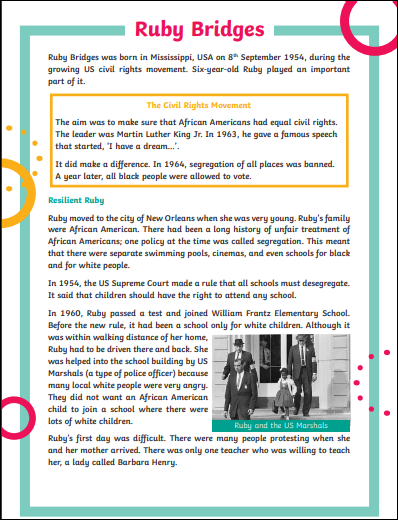 Ruby Bridges
Ruby Bridges was born in Mississippi, USA on 8th September 1954, during the
growing US civil rights movement. Six-year-old Ruby played an important
part of it.
The Civil Rights Movement
The aim was to make sure that African Americans had equal civil rights.
The leader was Martin Luther King Jr. In 1963, he gave a famous speech
that started, 'I have a dream...'.
It did make a difference. In 1964, segregation of all places was banned.
A year later, all black people were allowed to vote.
Resilient Ruby
Ruby moved to the city of New Orleans when she was very young. Ruby's family
were African American. There had been a long history of unfair treatment of
African Americans; one policy at the time was called segregation. This meant
that there were separate swimming pools, cinemas, and even schools for black
and for white people.
In 1954, the US Supreme Court made a rule that all schools must desegregate.
It said that children should have the right to attend any school.
In 1960, Ruby passed a test and joined William Frantz Elementary School.
Before the new rule, it had been a school only for white children. Although it
was within walking distance of her home,
Ruby had to be driven there and back. She
was helped into the school building by US
Marshals (a type of police officer) because
many local white people were very angry.
They did not want an African American
child to join a school where there were
lots of white children.
Ruby and the US Marshals
Ruby's first day was difficult. There were many people protesting when she
and her mother arrived. There was only one teacher who was willing to teach
her, a lady called Barbara Henry.